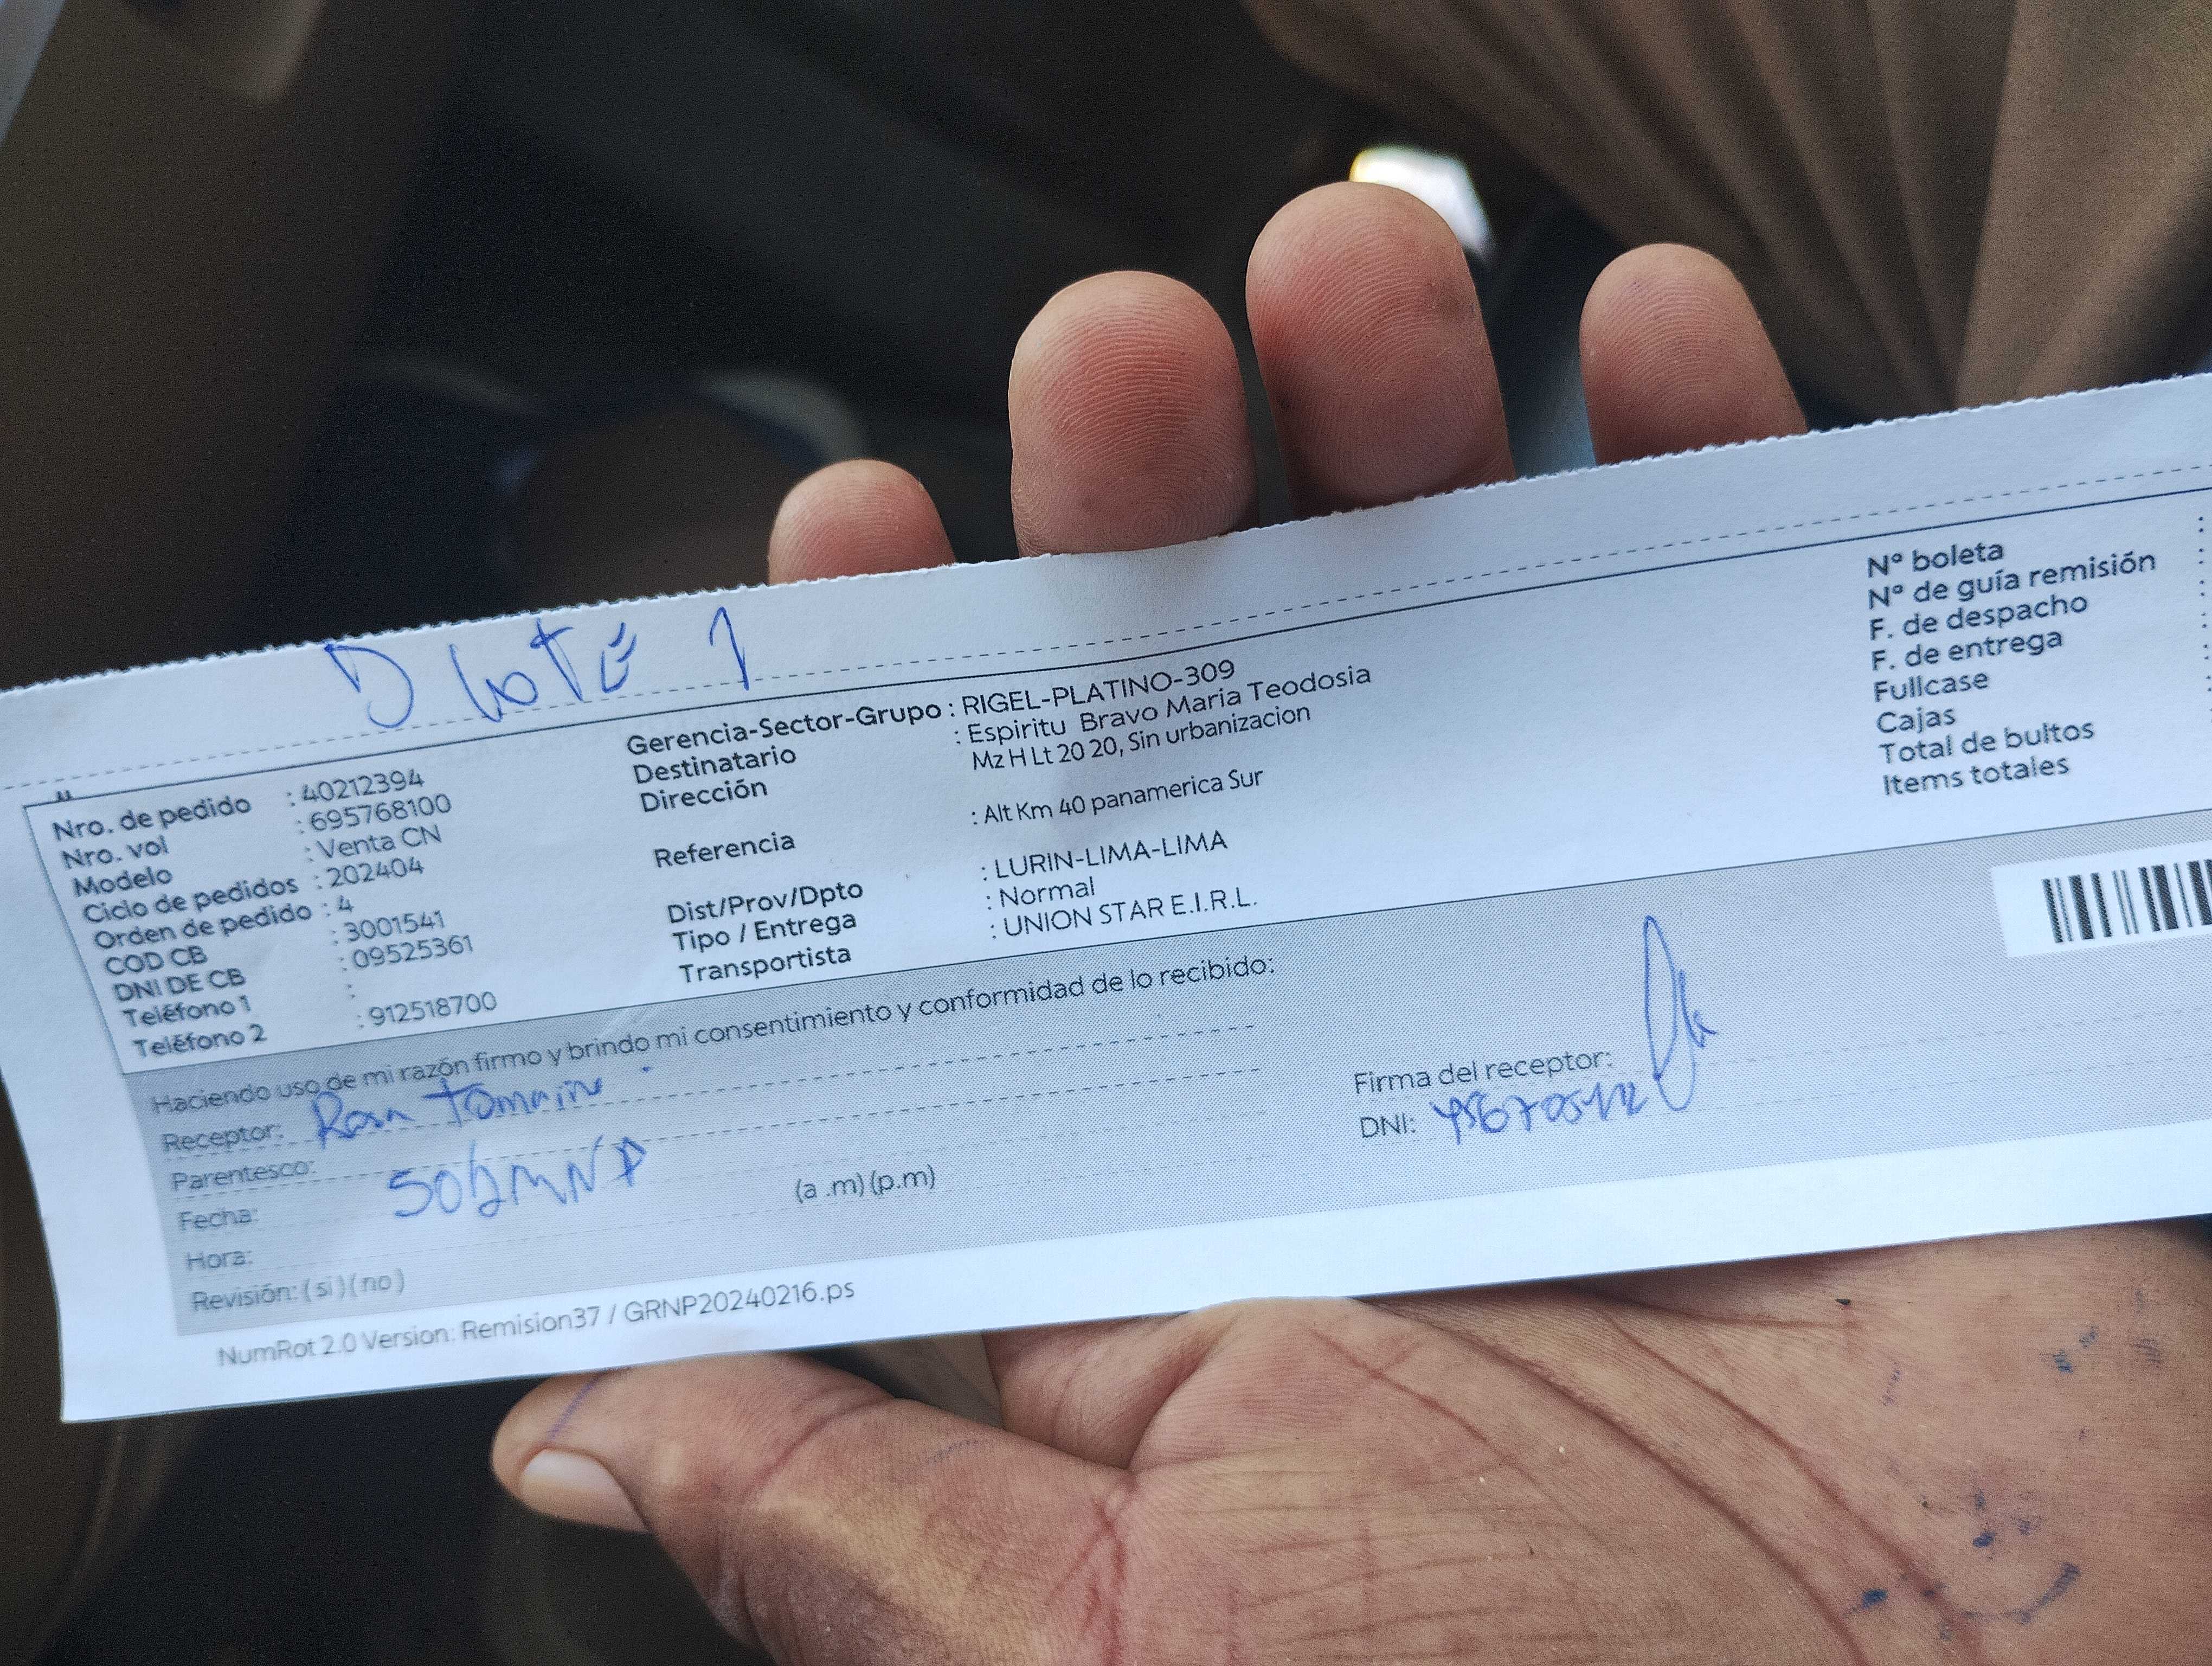 D LOTE 1
Nro. de pedido : 40212394
Nro. vol : 695768100
Modelo : Venta CN
Ciclo de pedidos : 202404
Orden de pedido : 4
COD CB : 3001541
DNI DE CB : 09525361
Teléfono 1 :
Teléfono 2 : 912518700
Gerencia-Sector-Grupo : RIGEL-PLATINO-309
Destinatario : Espiritu Bravo Maria Teodosia
Dirección Mz H Lt 20 20, Sin urbanizacion
Referencia : Alt Km 40 panamerica Sur
Dist/Prov/Dpto : LURIN-LIMA-LIMA
Tipo / Entrega : Normal
Transportista : UNION STAR E.I.R.L.
Nº boleta :
Nº de guía remisión :
F. de despacho :
F. de entrega :
Fullcase :
Cajas
Total de bultos
Items totales
Haciendo uso de mi razón firmo y brindo mi consentimiento y conformidad de lo recibido:
Receptor: Rosa
Parentesco:
Fecha:
Hora: (a .m) (p.m)
Revisión: ( si ) ( no )
Firma del receptor:
DNI:
NumRot 2.0 Version: Remision37 / GRNP20240216.ps